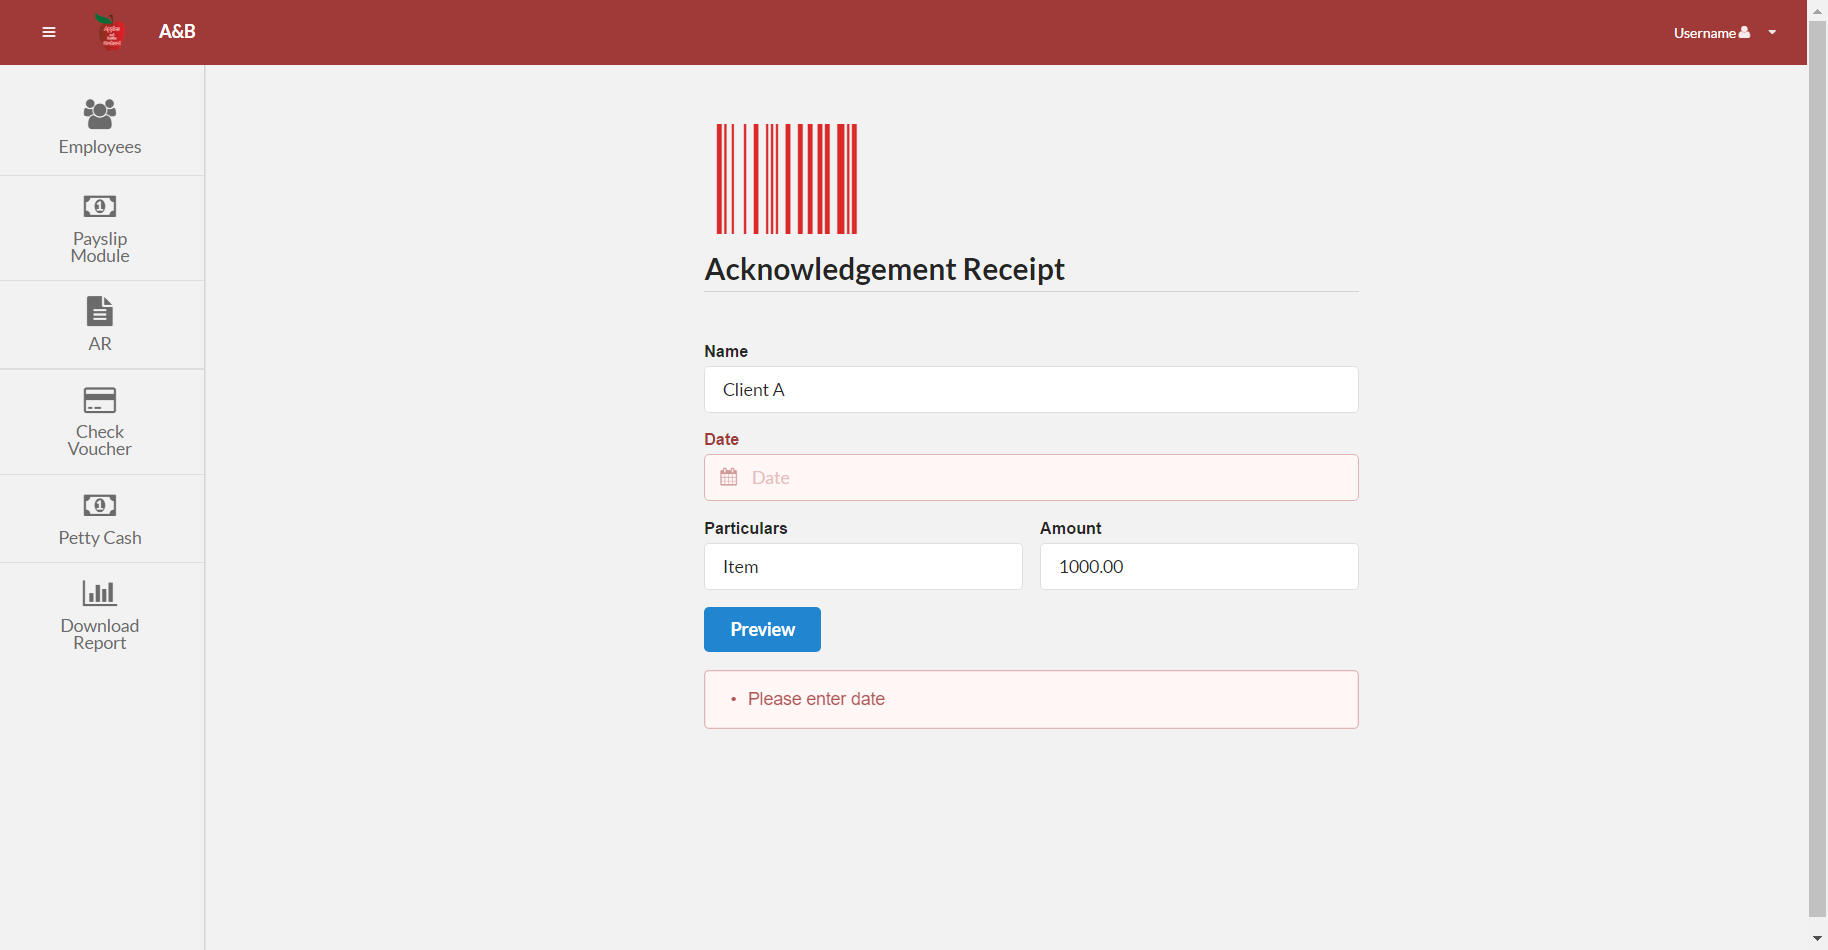 A&B
Username
Employees
Payslip
Module
AR
Check
Voucher
Petty Cash
Download
Report
Acknowledgement Receipt
Name
Client A
Date
Date
Particulars
Amount
Item
1000.00
Preview
• Please enter date